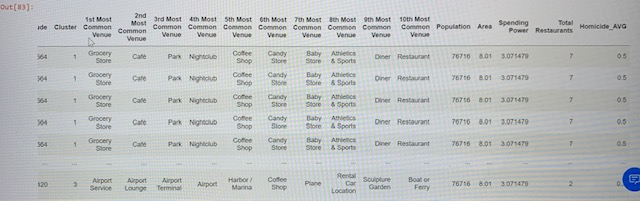 Out[83]:
Cluster 1st Most Common Venue 2nd Most Common Venue 3rd Most Common Venue 4th Most Common Venue 5th Most Common Venue 6th Most Common Venue 7th Most Common Venue 8th Most Common Venue 9th Most Common Venue 10th Most Common Venue Population Area Spending Power Total Restaurants Homicide_AVG
1 Grocery Store Café Park Nightclub Coffee Shop Candy Store Baby Store Athletics & Sports Diner Restaurant 76716 8.01 3.071479 7 0.5
1 Grocery Store Café Park Nightclub Coffee Shop Candy Store Baby Store Athletics & Sports Diner Restaurant 76716 8.01 3.071479 7 0.5
1 Grocery Store Café Park Nightclub Coffee Shop Candy Store Baby Store Athletics & Sports Diner Restaurant 76716 8.01 3.071479 7 0.5
1 Grocery Store Café Park Nightclub Coffee Shop Candy Store Baby Store Athletics & Sports Diner Restaurant 76716 8.01 3.071479 7 0.5
1 Grocery Store Café Park Nightclub Coffee Shop Candy Store Baby Store Athletics & Sports Diner Restaurant 76716 8.01 3.071479 7 0.5
... ... ... ... ... ... ... ... ... ... ... ... ... ... ... ...
3 Airport Service Airport Lounge Airport Terminal Airport Harbor / Marina Coffee Shop Plane Rental Car Location Sculpture Garden Boat or Ferry 76716 8.01 3.071479 2